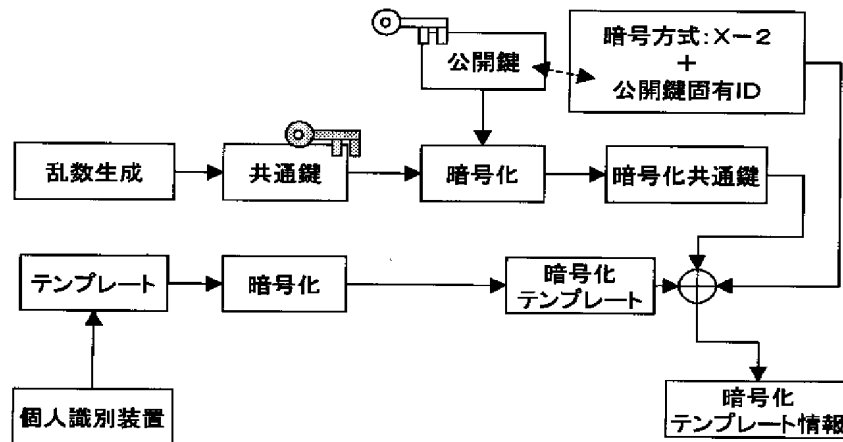 公開鍵
暗号方式:X-2
+
公開鍵固有ID
乱数生成
共通鍵
暗号化
暗号化共通鍵
テンプレート
暗号化
暗号化
テンプレート
個人識別装置
暗号化
テンプレート情報